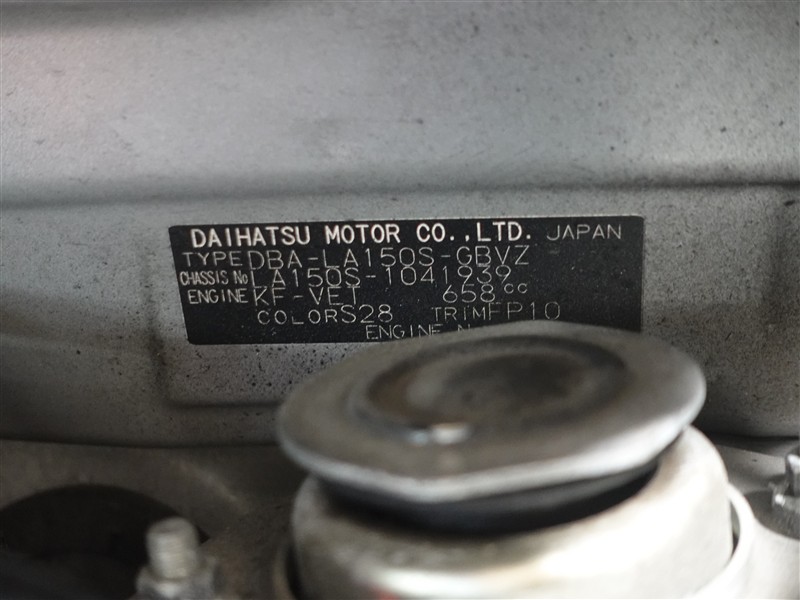 DAIHATSU MOTOR CO.,LTD. JAPAN
TYPE DBA-LA150S-GBVZ
CHASSIS No LA150S-1041939
ENGINE KF-VET 658cc
COLOR S28 TRIM FP10
ENGINE